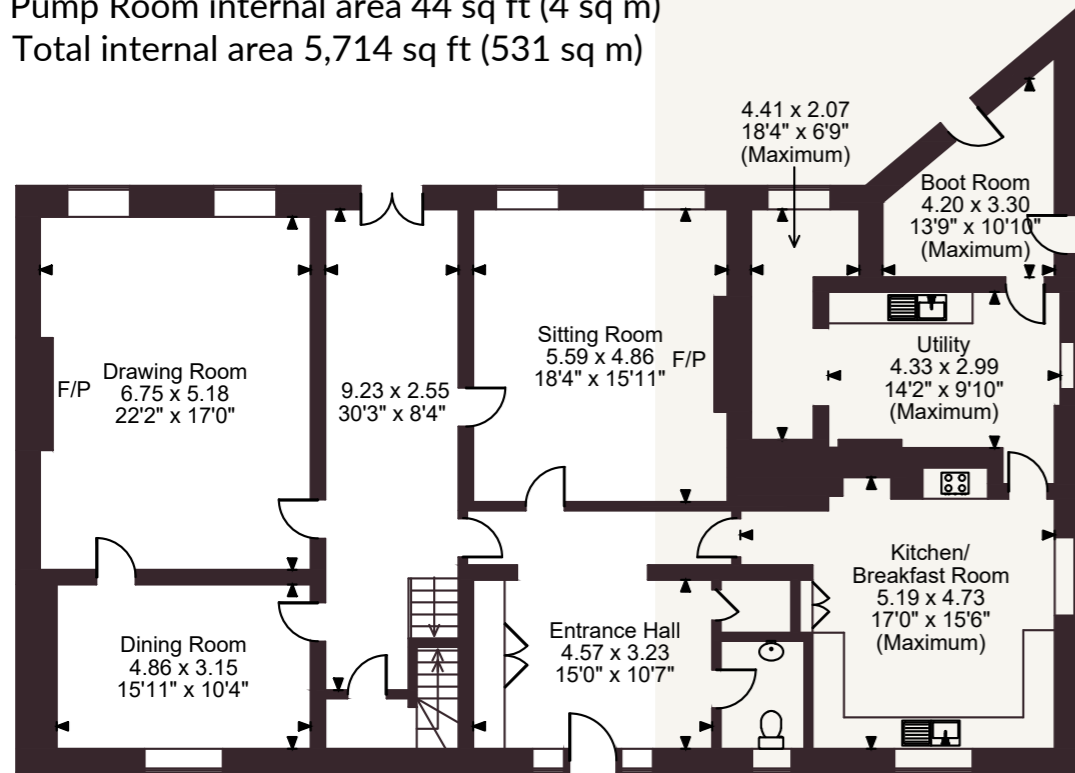 Pump Room internal area 44 sq ft (4 sq m)
Total internal area 5,714 sq ft (531 sq m)
4.41 x 2.07
18'4" x 6'9"
(Maximum)
Boot Room
4.20 x 3.30
13'9" x 10'10"
(Maximum)
Drawing Room
6.75 x 5.18
22'2" x 17'0"
F/P
9.23 x 2.55
30'3" x 8'4"
Sitting Room
5.59 x 4.86
18'4" x 15'11"
F/P
Utility
4.33 x 2.99
14'2" x 9'10"
(Maximum)
Kitchen/
Breakfast Room
5.19 x 4.73
17'0" x 15'6"
(Maximum)
Dining Room
4.86 x 3.15
15'11" x 10'4"
Entrance Hall
4.57 x 3.23
15'0" x 10'7"